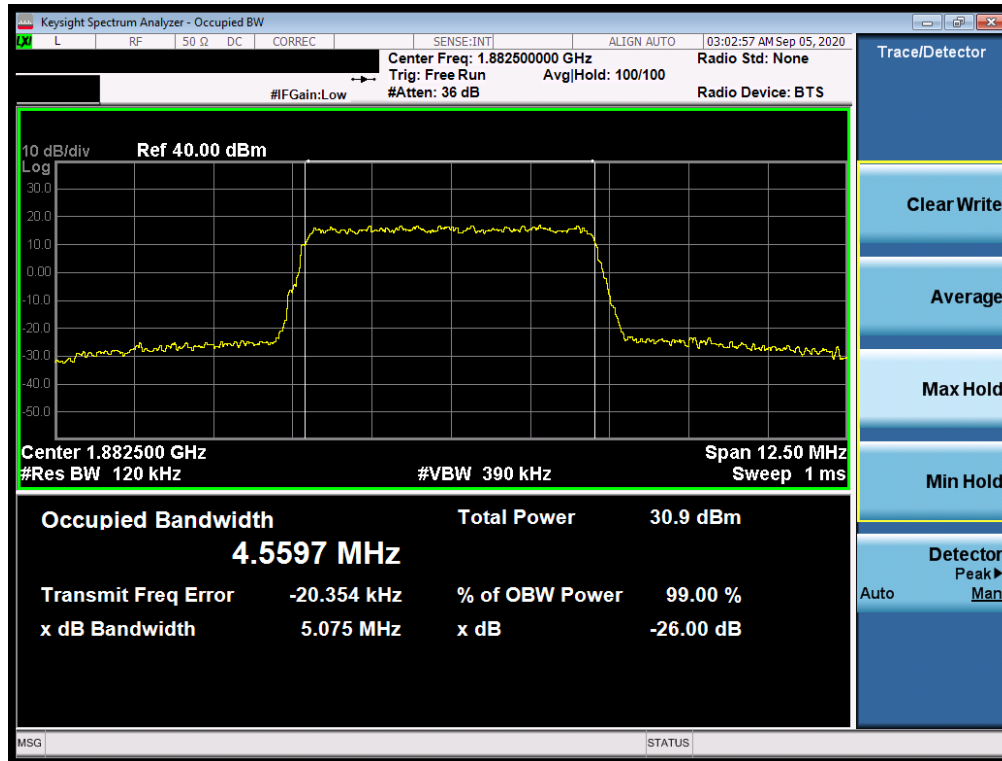 Keysight Spectrum Analyzer - Occupied BW
LXI L RF 50 Ω DC CORREC SENSE:INT ALIGN AUTO 03:02:57 AM Sep 05, 2020
Center Freq: 1.882500000 GHz Radio Std: None
Trig: Free Run Avg|Hold: 100/100
#IFGain:Low #Atten: 36 dB Radio Device: BTS
10 dB/div Ref 40.00 dBm
Log
30.0
20.0
10.0
0.00
-10.0
-20.0
-30.0
-40.0
-50.0
Center 1.882500 GHz Span 12.50 MHz
#Res BW 120 kHz #VBW 390 kHz Sweep 1 ms
Occupied Bandwidth Total Power 30.9 dBm
4.5597 MHz
Transmit Freq Error -20.354 kHz % of OBW Power 99.00 %
x dB Bandwidth 5.075 MHz x dB -26.00 dB
MSG STATUS
Trace/Detector
Clear Write
Average
Max Hold
Min Hold
Detector
Peak▶
Auto Man